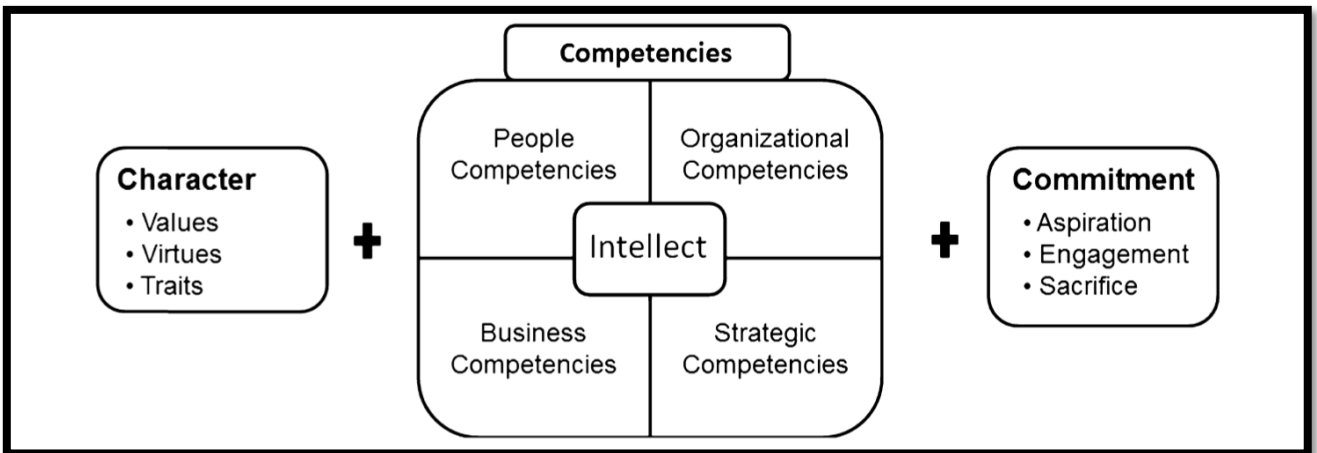 Competencies
People
Competencies
Organizational
Competencies
Character
• Values
• Virtues
• Traits
Intellect
Commitment
• Aspiration
• Engagement
• Sacrifice
Business
Competencies
Strategic
Competencies